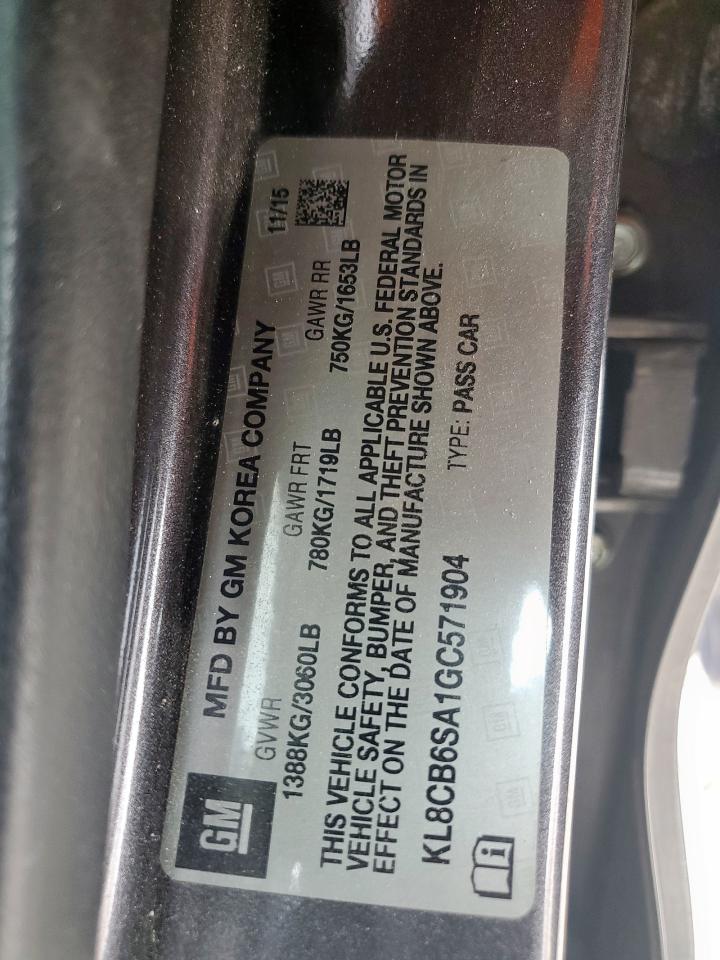 GM
MFD BY GM KOREA COMPANY 11/15
GVWR GAWR FRT GAWR RR
1388KG/3060LB 780KG/1719LB 750KG/1653LB
THIS VEHICLE CONFORMS TO ALL APPLICABLE U.S. FEDERAL MOTOR
VEHICLE SAFETY, BUMPER, AND THEFT PREVENTION STANDARDS IN
EFFECT ON THE DATE OF MANUFACTURE SHOWN ABOVE.
KL8CB6SA1GC571904 TYPE: PASS CAR